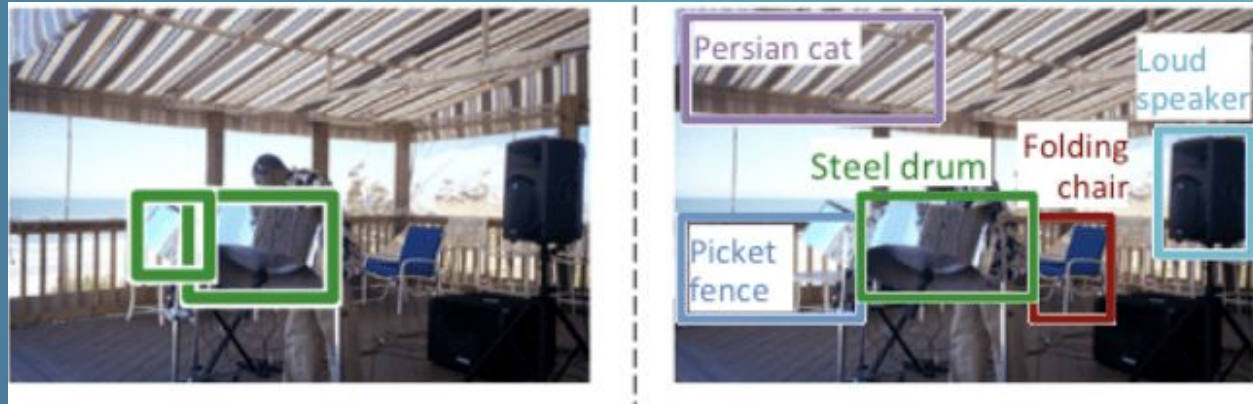 Persian cat
Loud
speaker
Steel drum
Folding
chair
Picket
fence